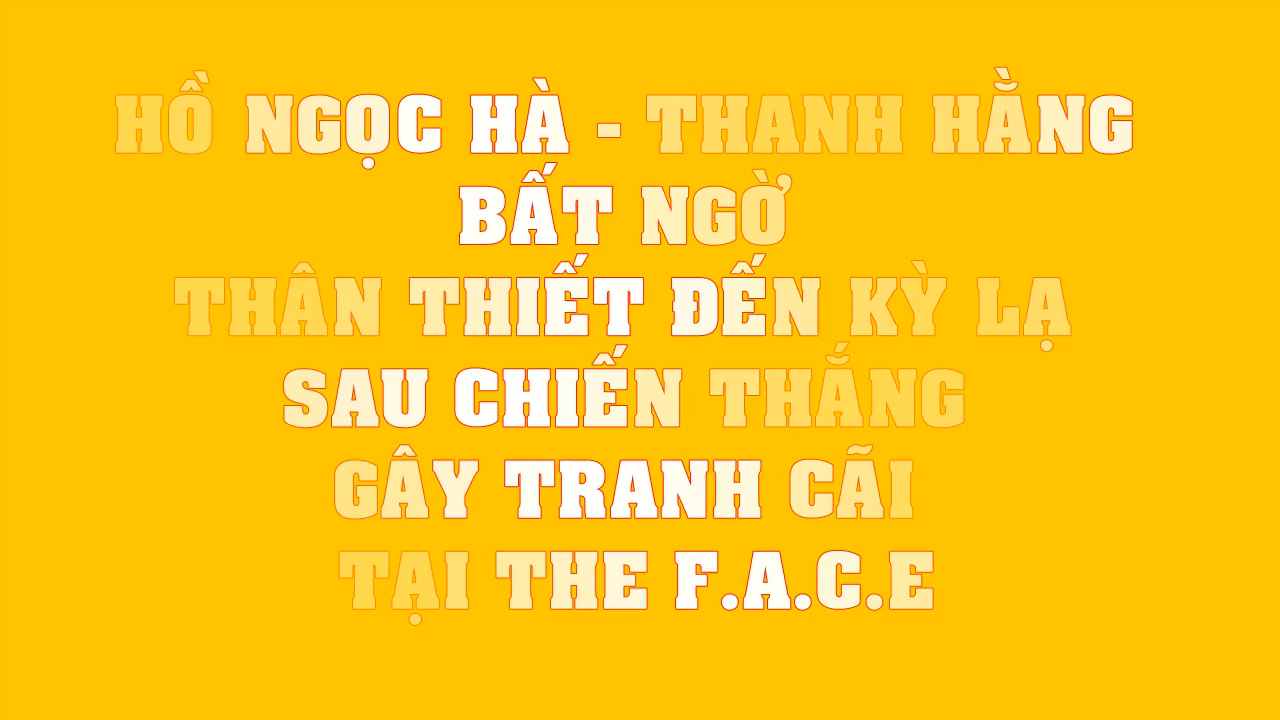 HỒ NGỌC HÀ - THANH HẰNG
BẤT NGỜ
THÂN THIẾT ĐẾN KỲ LẠ
SAU CHIẾN THẮNG
GÂY TRANH CÃI
TẠI THE F.A.C.E